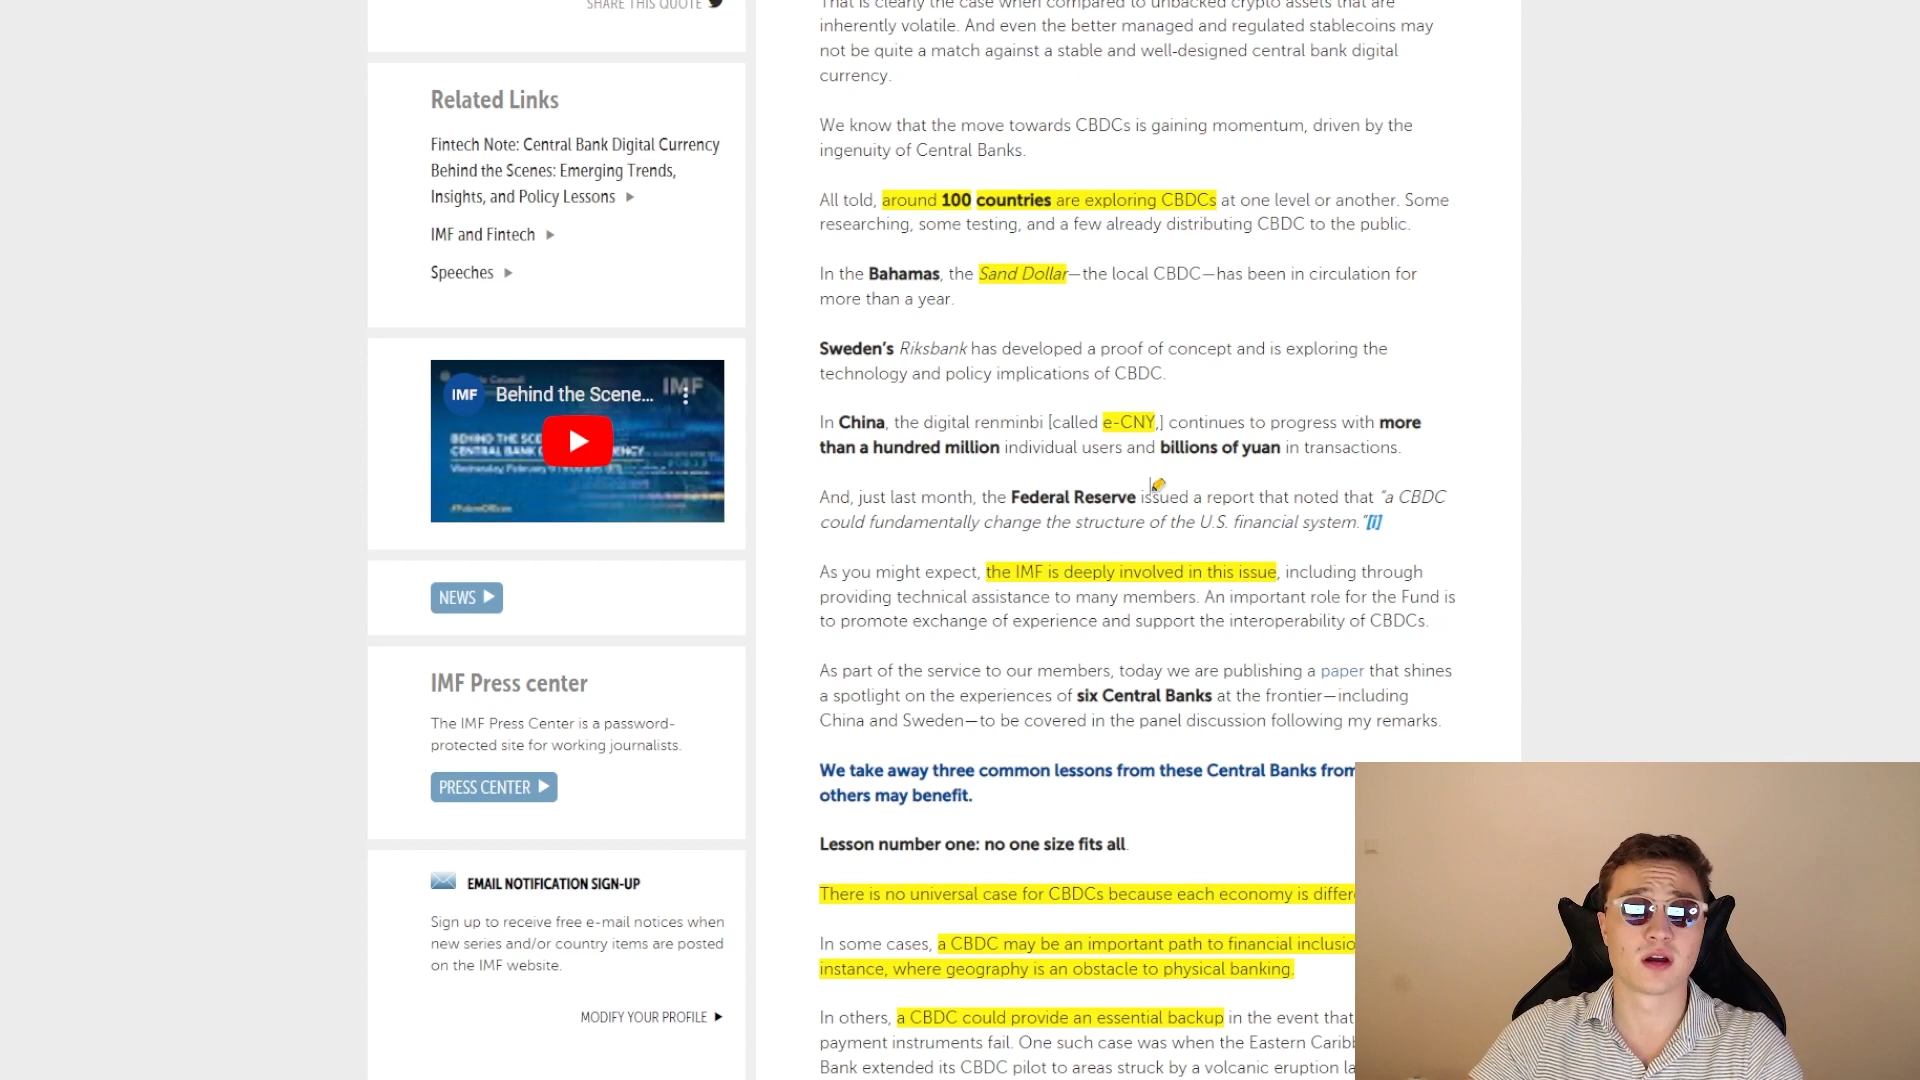 SHARE THIS QUOTE
Related Links
Fintech Note: Central Bank Digital Currency
Behind the Scenes: Emerging Trends,
Insights, and Policy Lessons
IMF and Fintech
Speeches
IMF
Behind the Scene...
IMF
BEHIND THE SCE
CENTRAL BANK
NEWS
IMF Press center
The IMF Press Center is a password-
protected site for working journalists.
PRESS CENTER
EMAIL NOTIFICATION SIGN-UP
Sign up to receive free e-mail notices when
new series and/or country items are posted
on the IMF website.
MODIFY YOUR PROFILE
That is clearly the case when compared to unbacked crypto assets that are
inherently volatile. And even the better managed and regulated stablecoins may
not be quite a match against a stable and well-designed central bank digital
currency.
We know that the move towards CBDCs is gaining momentum, driven by the
ingenuity of Central Banks.
All told, around 100 countries are exploring CBDCs at one level or another. Some
researching, some testing, and a few already distributing CBDC to the public.
In the Bahamas, the Sand Dollar—the local CBDC—has been in circulation for
more than a year.
Sweden’s Riksbank has developed a proof of concept and is exploring the
technology and policy implications of CBDC.
In China, the digital renminbi [called e-CNY,] continues to progress with more
than a hundred million individual users and billions of yuan in transactions.
And, just last month, the Federal Reserve issued a report that noted that “a CBDC
could fundamentally change the structure of the U.S. financial system.”[i]
As you might expect, the IMF is deeply involved in this issue, including through
providing technical assistance to many members. An important role for the Fund is
to promote exchange of experience and support the interoperability of CBDCs.
As part of the service to our members, today we are publishing a paper that shines
a spotlight on the experiences of six Central Banks at the frontier—including
China and Sweden—to be covered in the panel discussion following my remarks.
We take away three common lessons from these Central Banks from
others may benefit.
Lesson number one: no one size fits all.
There is no universal case for CBDCs because each economy is differe
In some cases, a CBDC may be an important path to financial inclusio
instance, where geography is an obstacle to physical banking.
In others, a CBDC could provide an essential backup in the event that
payment instruments fail. One such case was when the Eastern Caribb
Bank extended its CBDC pilot to areas struck by a volcanic eruption la